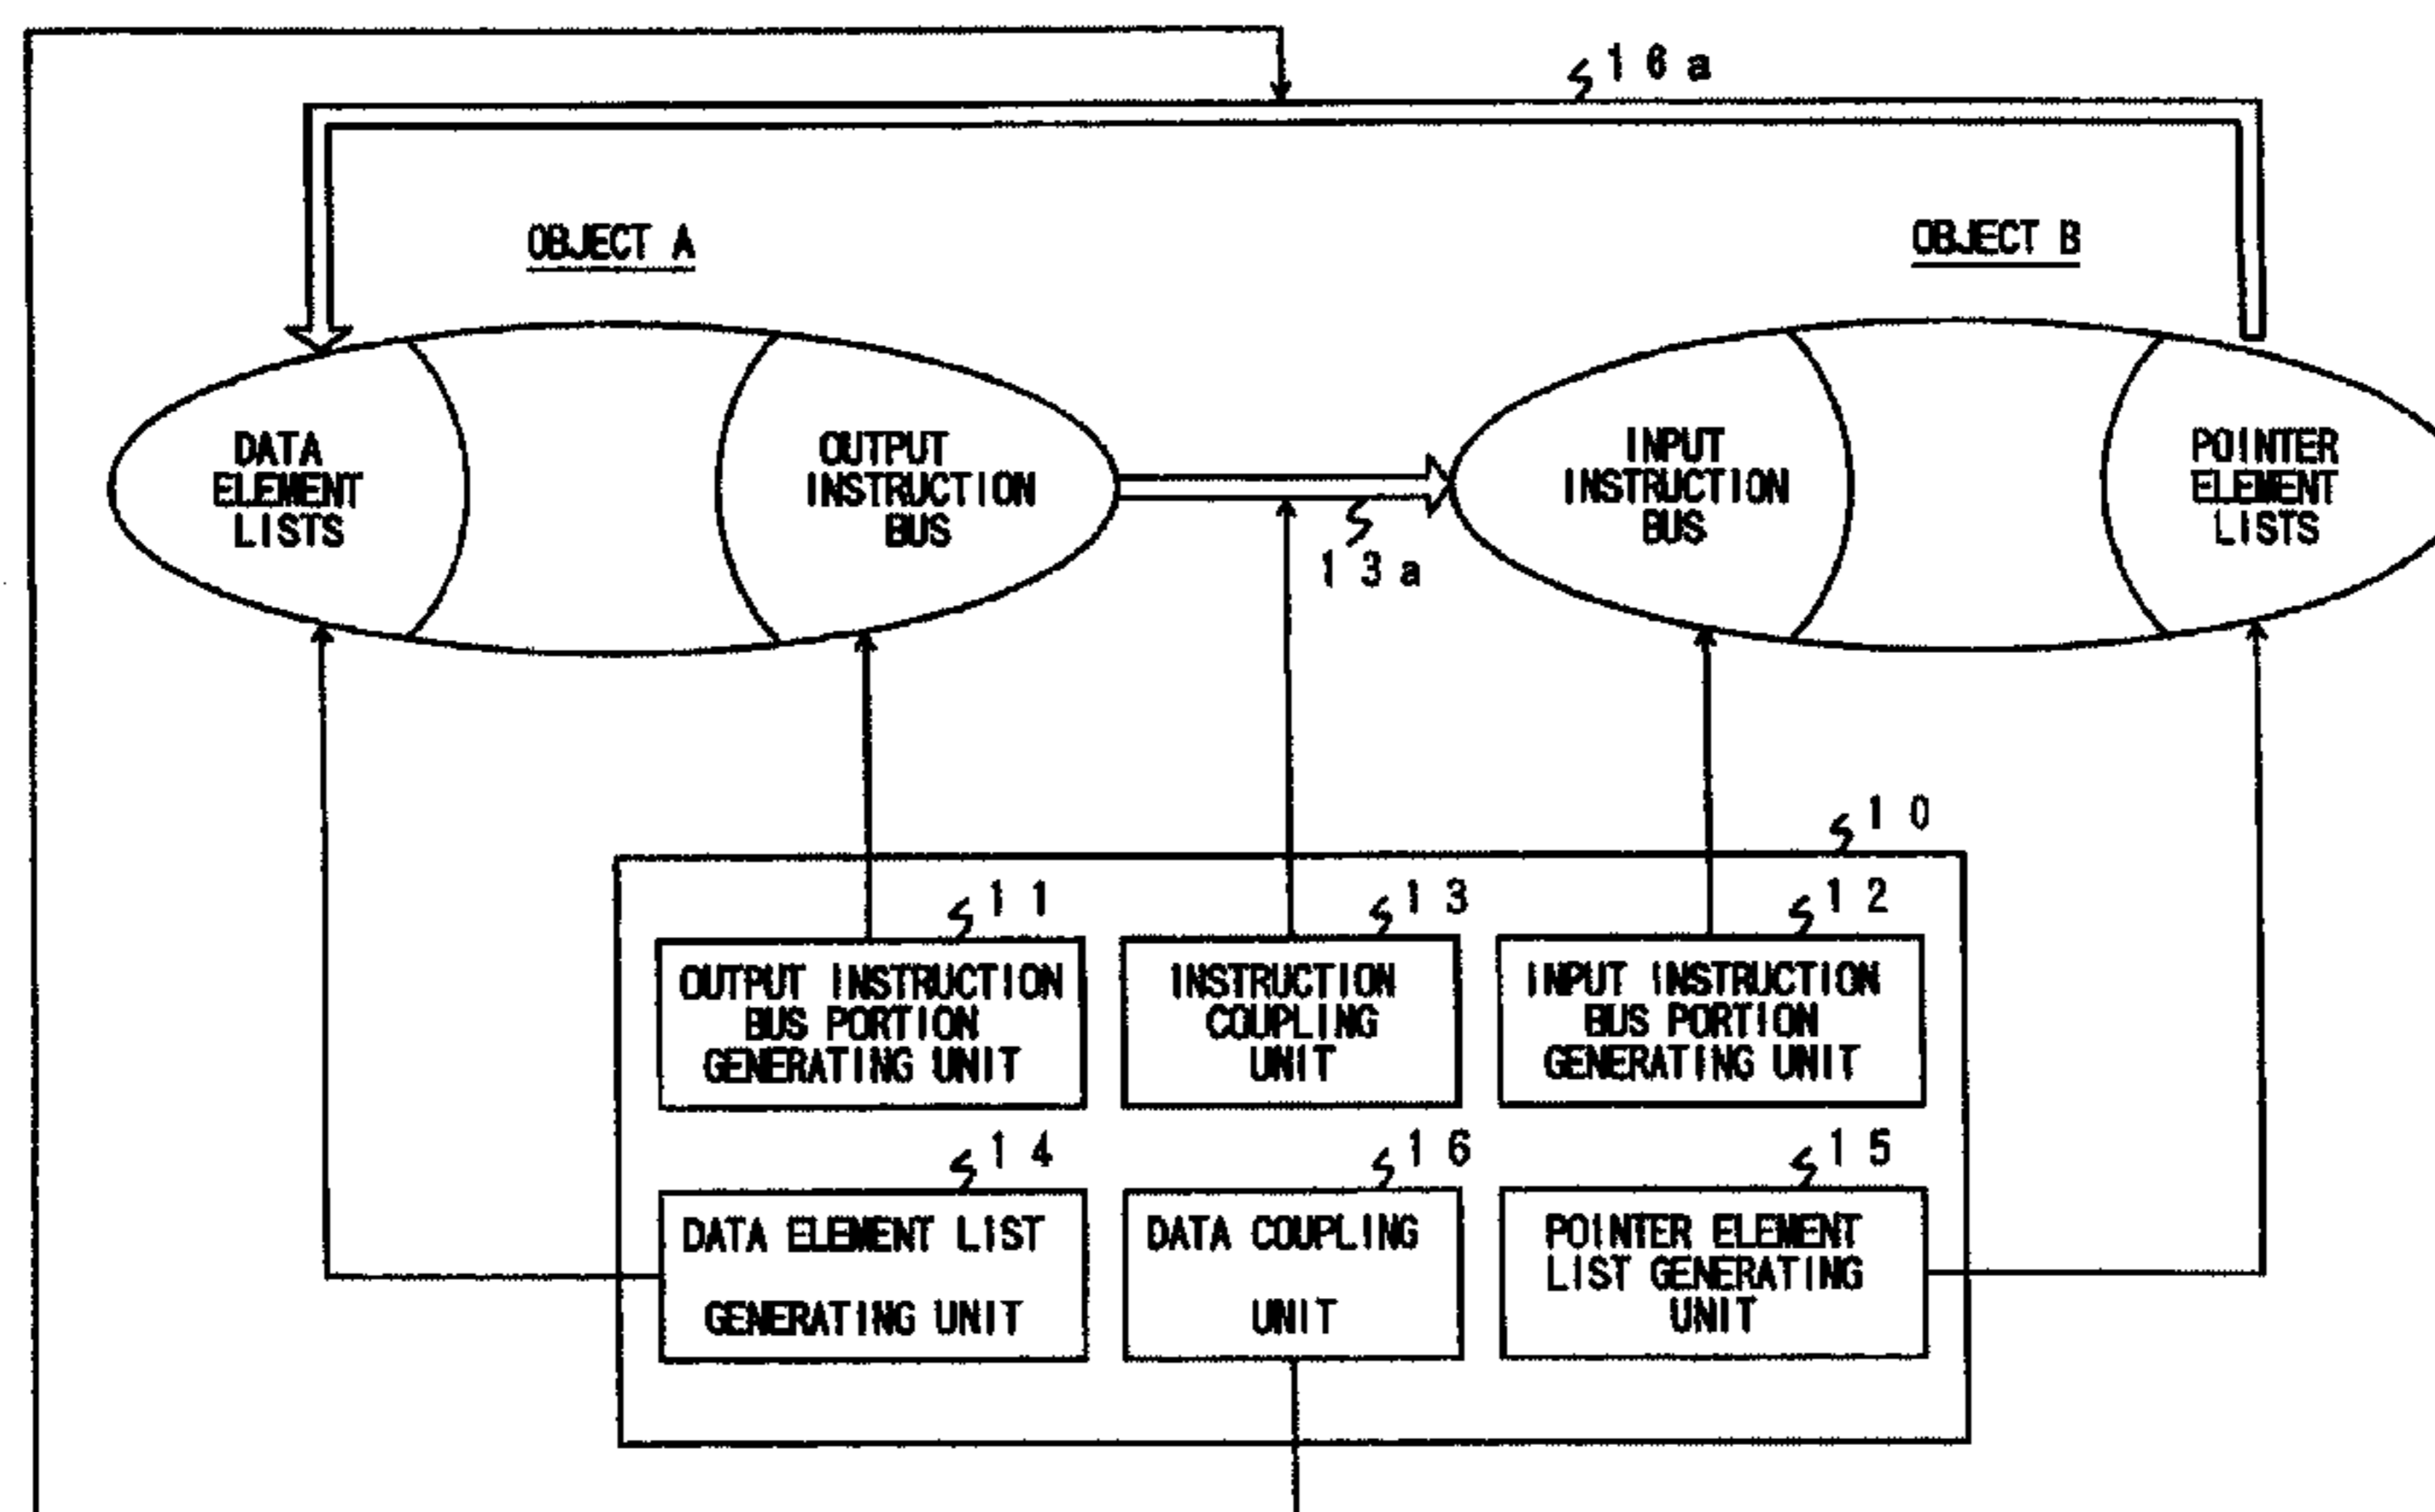 16a
OBJECT A
OBJECT B
DATA
ELEMENT
LISTS
OUTPUT
INSTRUCTION
BUS
INPUT
INSTRUCTION
BUS
POINTER
ELEMENT
LISTS
13a
10
11
13
12
OUTPUT INSTRUCTION
BUS PORTION
GENERATING UNIT
INSTRUCTION
COUPLING
UNIT
INPUT INSTRUCTION
BUS PORTION
GENERATING UNIT
14
16
15
DATA ELEMENT LIST
GENERATING UNIT
DATA COUPLING
UNIT
POINTER ELEMENT
LIST GENERATING
UNIT